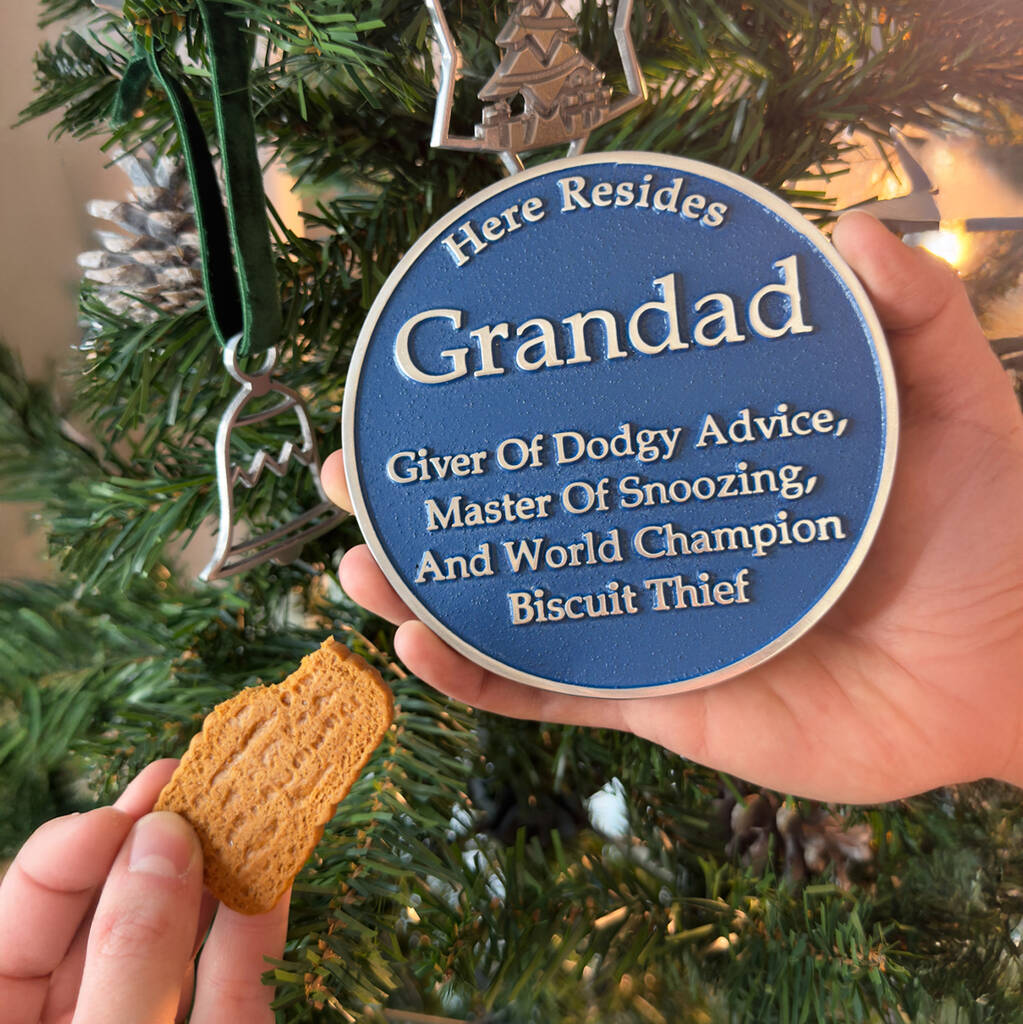 Here Resides
Grandad
Giver Of Dodgy Advice,
Master Of Snoozing,
And World Champion
Biscuit Thief